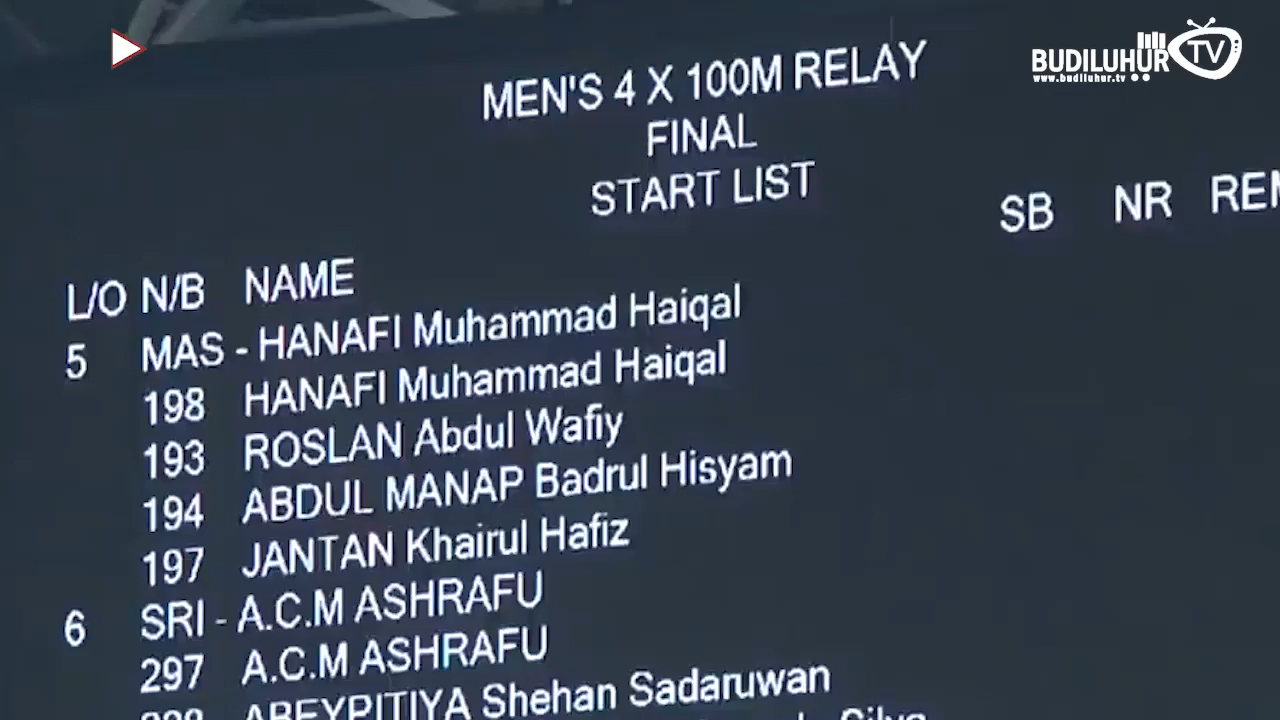 BUDILUHUR TV
www.budiluhur.tv
MEN'S 4 X 100M RELAY
FINAL
START LIST
SB NR
L/O N/B NAME
5 MAS - HANAFI Muhammad Haiqal
198 HANAFI Muhammad Haiqal
193 ROSLAN Abdul Wafiy
194 ABDUL MANAP Badrul Hisyam
197 JANTAN Khairul Hafiz
6 SRI - A.C.M ASHRAFU
297 A.C.M ASHRAFU
ABEYPITIYA Shehan Sadaruwan